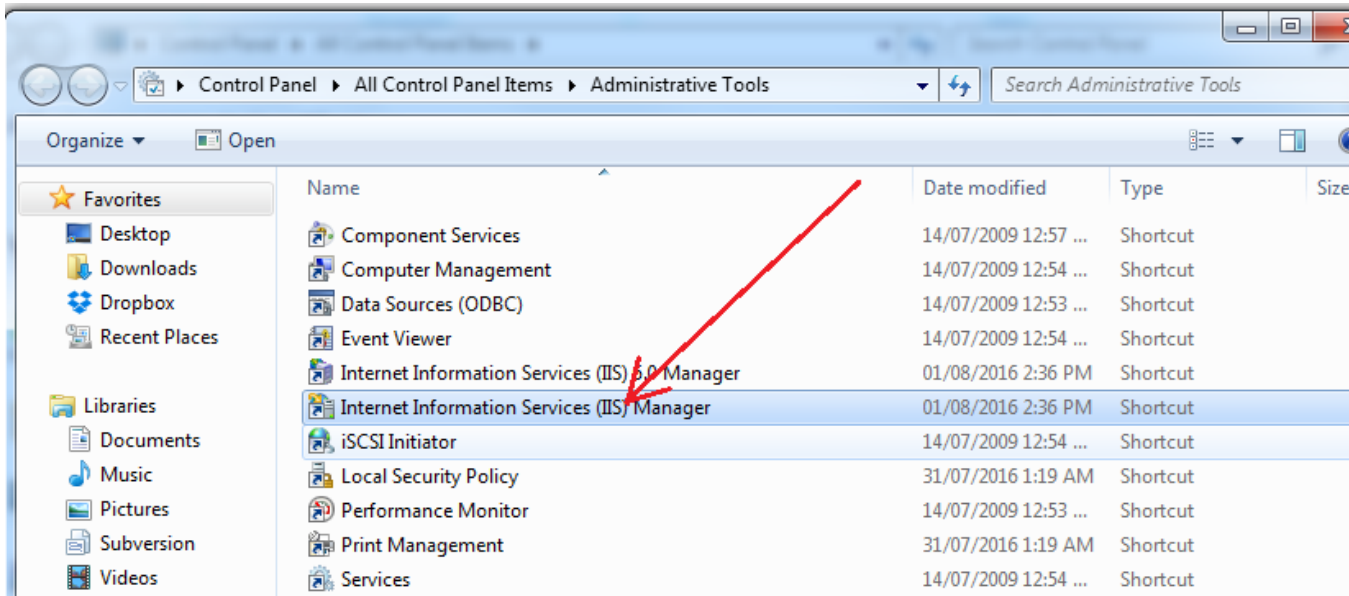 Control Panel All Control Panel Items Administrative Tools Search Administrative Tools
Organize Open
Favorites
Desktop
Downloads
Dropbox
Recent Places
Libraries
Documents
Music
Pictures
Subversion
Videos
Name Date modified Type Size
Component Services 14/07/2009 12:57 ... Shortcut
Computer Management 14/07/2009 12:54 ... Shortcut
Data Sources (ODBC) 14/07/2009 12:53 ... Shortcut
Event Viewer 14/07/2009 12:54 ... Shortcut
Internet Information Services (IIS) 6.0 Manager 01/08/2016 2:36 PM Shortcut
Internet Information Services (IIS) Manager 01/08/2016 2:36 PM Shortcut
iSCSI Initiator 14/07/2009 12:54 ... Shortcut
Local Security Policy 31/07/2016 1:19 AM Shortcut
Performance Monitor 14/07/2009 12:53 ... Shortcut
Print Management 31/07/2016 1:19 AM Shortcut
Services 14/07/2009 12:54 ... Shortcut